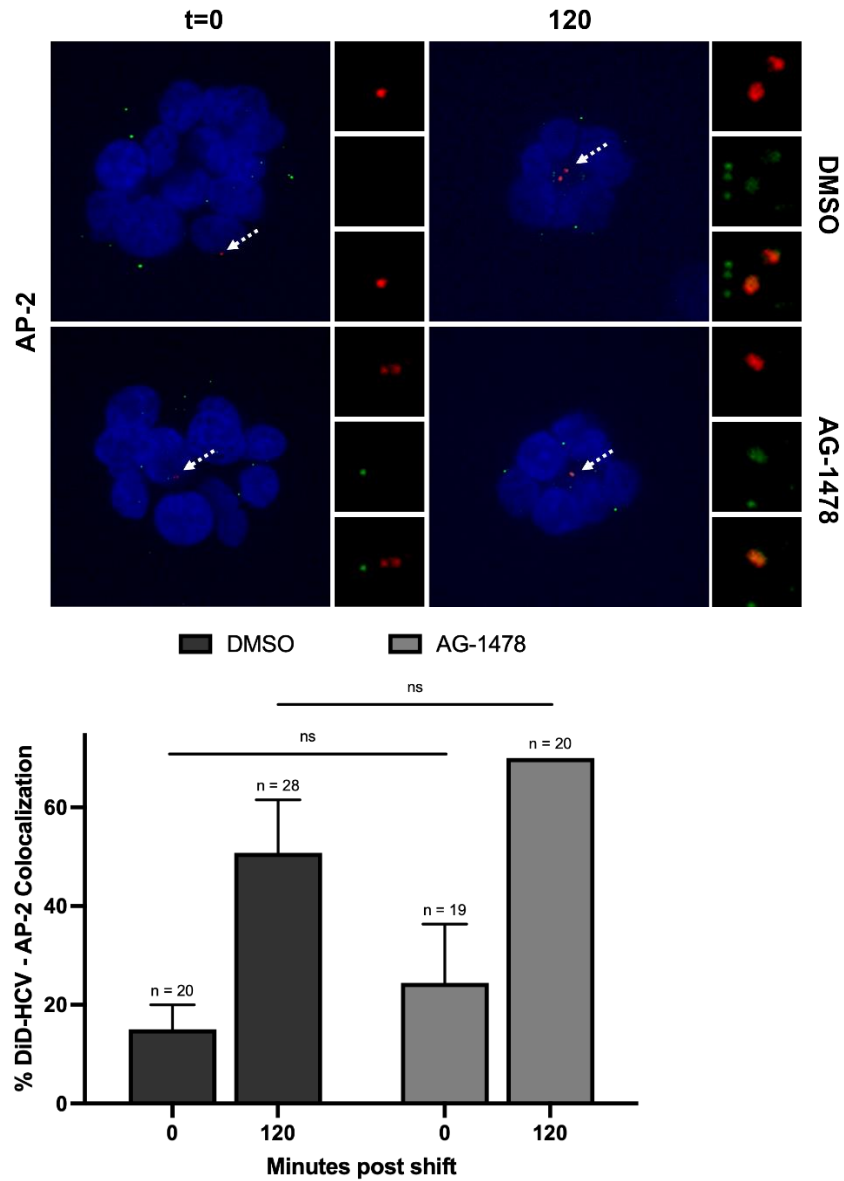 t=0
120
AP-2
DMSO
AG-1478
DMSO
AG-1478
ns
ns
n = 20
n = 28
n = 19
n = 20
% DiD-HCV - AP-2 Colocalization
60
40
20
0
0
120
0
120
Minutes post shift